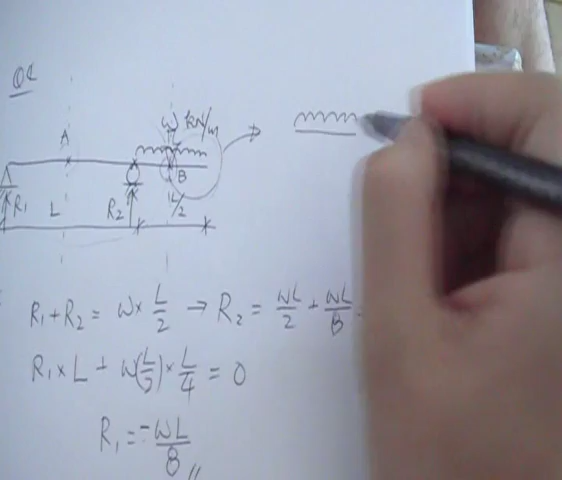 Q2
A
W kN/m
B
R1 L R2 L/2
R1 + R2 = W × L/2 → R2 = WL/2 + WL/8
R1 × L + W(L/2) × L/4 = 0
R1 = -WL/8 //